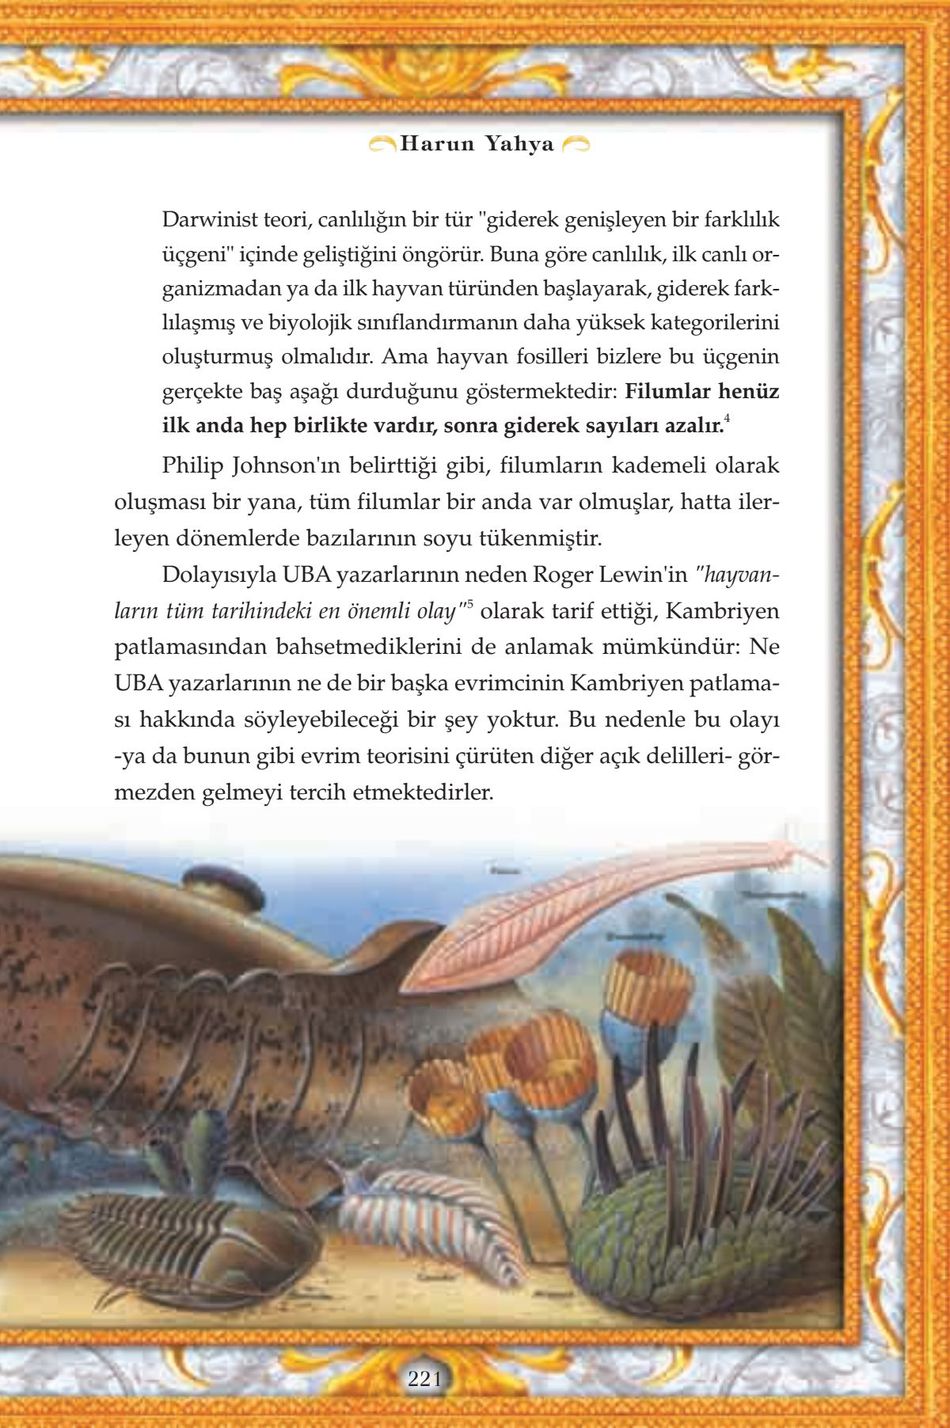 Harun Yahya
Darwinist teori, canlılığın bir tür "giderek genişleyen bir farklılık
üçgeni" içinde geliştiğini öngörür. Buna göre canlılık, ilk canlı or-
ganizmadan ya da ilk hayvan türünden başlayarak, giderek fark-
lılaşmış ve biyolojik sınıflandırmanın daha yüksek kategorilerini
oluşturmuş olmalıdır. Ama hayvan fosilleri bizlere bu üçgenin
gerçekte baş aşağı durduğunu göstermektedir: Filumlar henüz
ilk anda hep birlikte vardır, sonra giderek sayıları azalır.4
Philip Johnson'ın belirttiği gibi, filumların kademeli olarak
oluşması bir yana, tüm filumlar bir anda var olmuşlar, hatta iler-
leyen dönemlerde bazılarının soyu tükenmiştir.
Dolayısıyla UBA yazarlarının neden Roger Lewin'in "hayvan-
ların tüm tarihindeki en önemli olay"5 olarak tarif ettiği, Kambriyen
patlamasından bahsetmediklerini de anlamak mümkündür: Ne
UBA yazarlarının ne de bir başka evrimcinin Kambriyen patlama-
sı hakkında söyleyebileceği bir şey yoktur. Bu nedenle bu olayı
-ya da bunun gibi evrim teorisini çürüten diğer açık delilleri- gör-
mezden gelmeyi tercih etmektedirler.
221